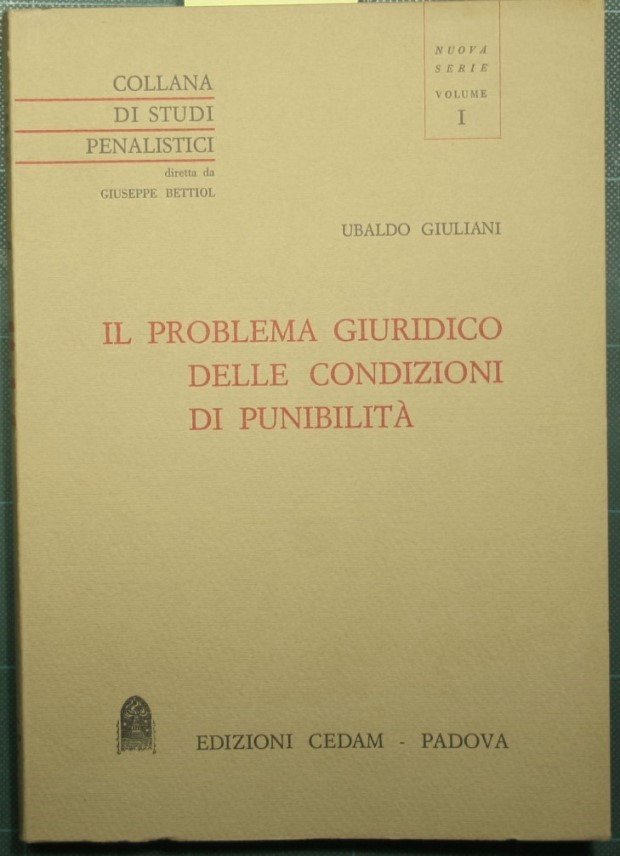 COLLANA
DI STUDI
PENALISTICI
diretta da
GIUSEPPE BETTIOL
NUOVA
SERIE
VOLUME
I
UBALDO GIULIANI
IL PROBLEMA GIURIDICO
DELLE CONDIZIONI
DI PUNIBILITÀ
EDIZIONI CEDAM - PADOVA